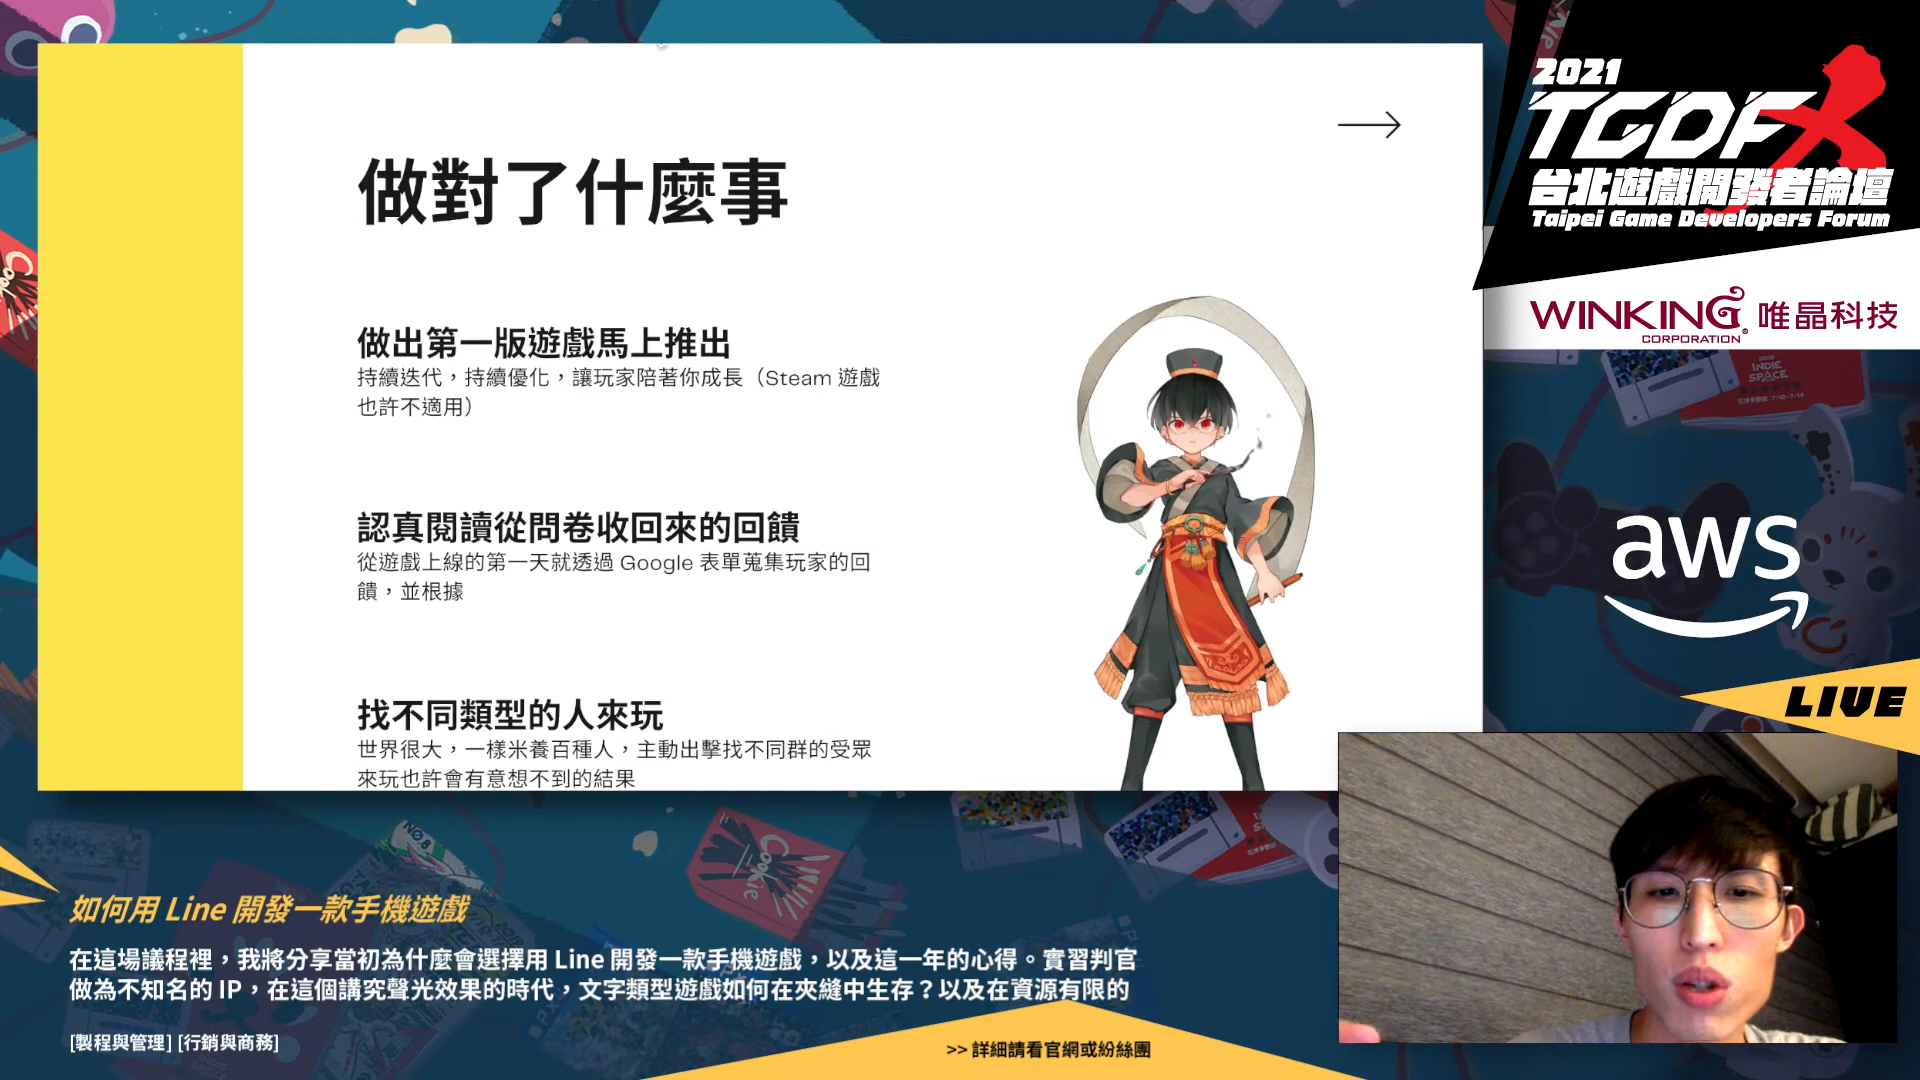 做對了什麼事
做出第一版遊戲馬上推出
持續迭代，持續優化，讓玩家陪著你成長（Steam 遊戲
也許不適用）
認真閱讀從問卷收回來的回饋
從遊戲上線的第一天就透過 Google 表單蒐集玩家的回
饋，並根據
找不同類型的人來玩
世界很大，一樣米養百種人，主動出擊找不同群的受眾
來玩也許會有意想不到的結果
2021
TGDF
台北遊戲開發者論壇
Taipei Game Developers Forum
WINKING 唯晶科技
CORPORATION
INDIE
SPACE
aws
LIVE
NO.8
Cookie
如何用 Line 開發一款手機遊戲
在這場議程裡，我將分享當初為什麼會選擇用 Line 開發一款手機遊戲，以及這一年的心得。實習判官
做為不知名的 IP，在這個講究聲光效果的時代，文字類型遊戲如何在夾縫中生存？以及在資源有限的
[製程與管理] [行銷與商務]
>> 詳細請看官網或紛絲團